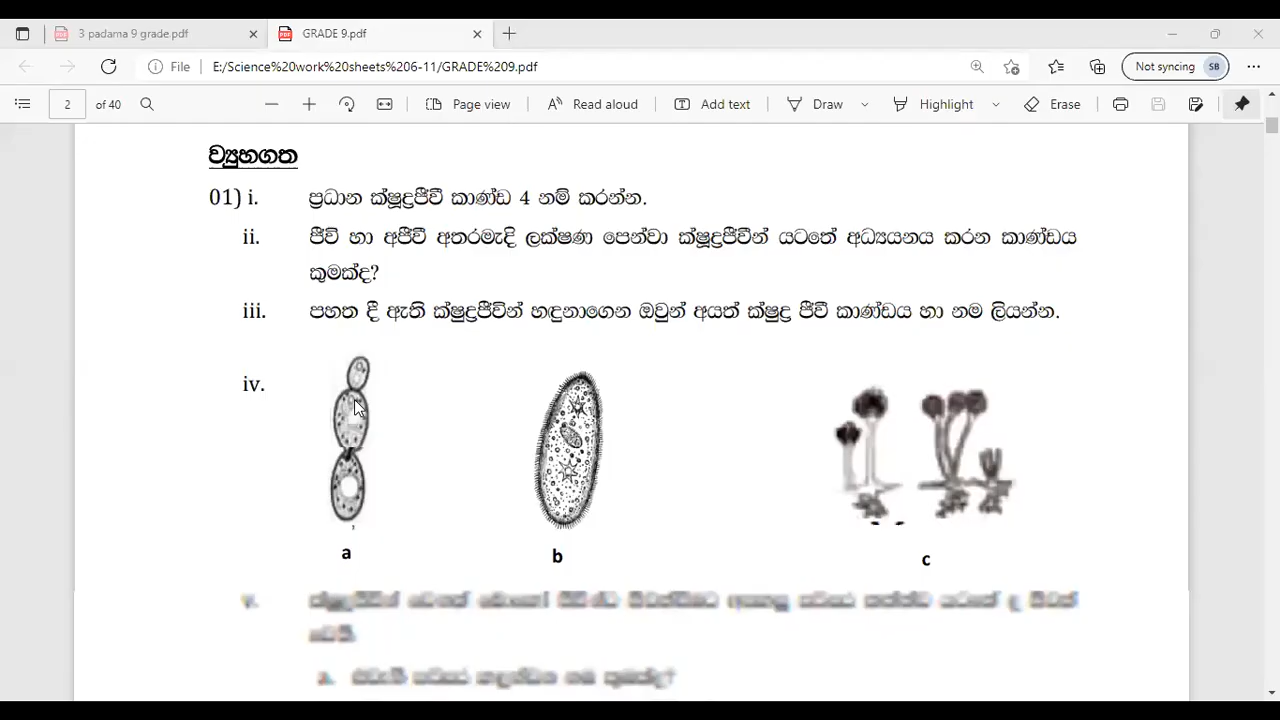 3 padama 9 grade.pdf
GRADE 9.pdf
File E:/Science%20work%20sheets%206-11/GRADE%209.pdf Not syncing SB
2 of 40 Page view Read aloud Add text Draw Highlight Erase
ව්‍යුහගත
01) i. ප්‍රධාන ක්ෂුද්‍රජීවී කාණ්ඩ 4 නම් කරන්න.
ii. ජීවි හා අජීවී අතරමැදි ලක්ෂණ පෙන්වා ක්ෂුද්‍රජීවීන් යටතේ අධ්‍යයනය කරන කාණ්ඩය
කුමක්ද?
iii. පහත දී ඇති ක්ෂුද්‍රජීවින් හඳුනාගෙන ඔවුන් අයත් ක්ෂුද්‍ර ජීවී කාණ්ඩය හා නම ලියන්න.
iv.
a b c